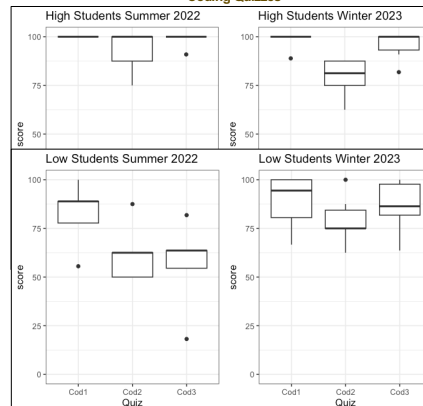 Coding Quizzes
High Students Summer 2022
High Students Winter 2023
100
75
50
score
100
75
50
score
Low Students Summer 2022
Low Students Winter 2023
100
75
50
25
0
score
Cod1 Cod2 Cod3
Quiz
100
75
50
25
0
score
Cod1 Cod2 Cod3
Quiz